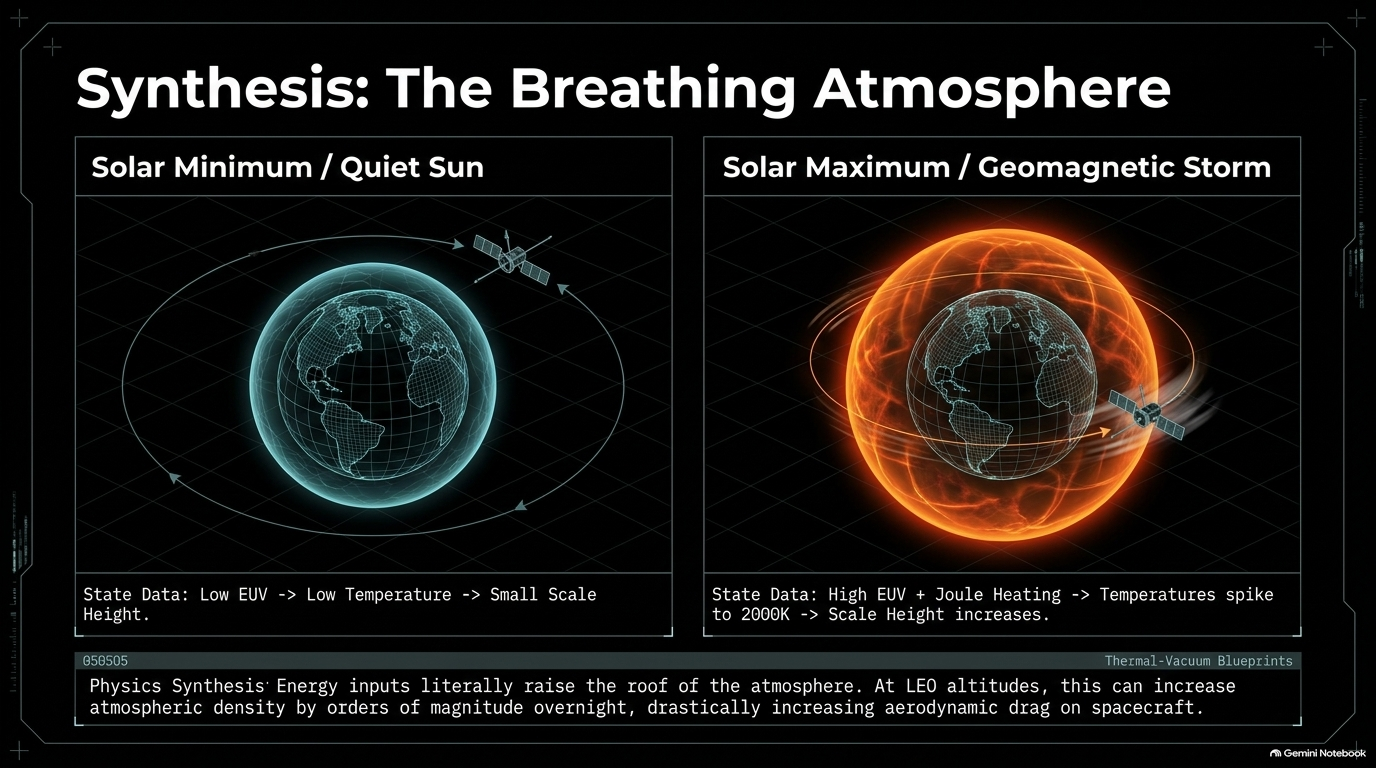 Synthesis: The Breathing Atmosphere
Solar Minimum / Quiet Sun
Solar Maximum / Geomagnetic Storm
State Data: Low EUV -> Low Temperature -> Small Scale
Height.
State Data: High EUV + Joule Heating -> Temperatures spike
to 2000K -> Scale Height increases.
050505
Thermal-Vacuum Blueprints
Physics Synthesis: Energy inputs literally raise the roof of the atmosphere. At LEO altitudes, this can increase
atmospheric density by orders of magnitude overnight, drastically increasing aerodynamic drag on spacecraft.
Gemini Notebook